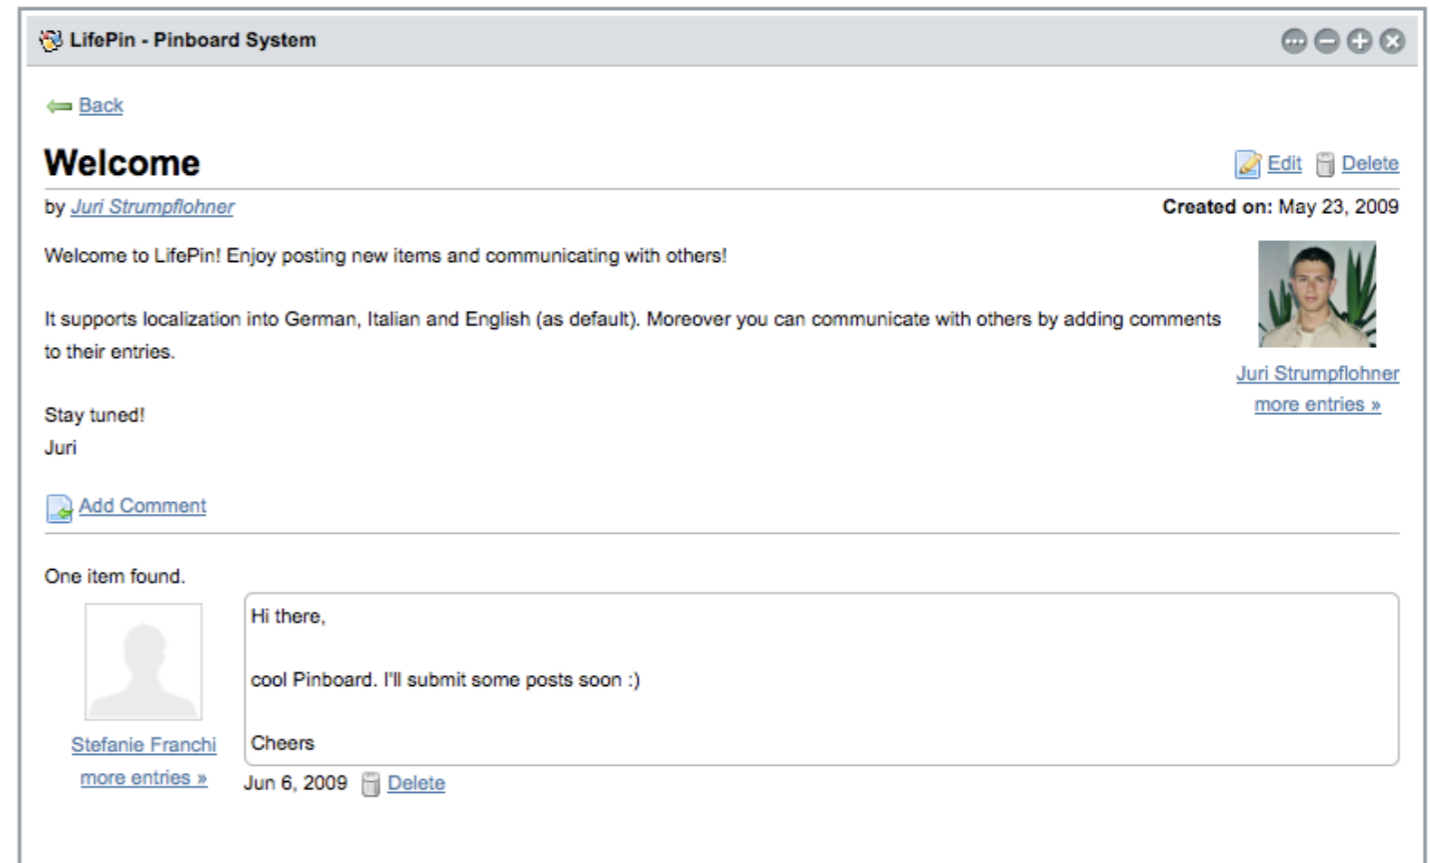 LifePin - Pinboard System
Back
Welcome
Edit Delete
by Juri Strumpflohner
Created on: May 23, 2009
Welcome to LifePin! Enjoy posting new items and communicating with others!
It supports localization into German, Italian and English (as default). Moreover you can communicate with others by adding comments
to their entries.
Stay tuned!
Juri
Juri Strumpflohner
more entries »
Add Comment
One item found.
Hi there,
cool Pinboard. I'll submit some posts soon :)
Cheers
Stefanie Franchi
more entries »
Jun 6, 2009 Delete